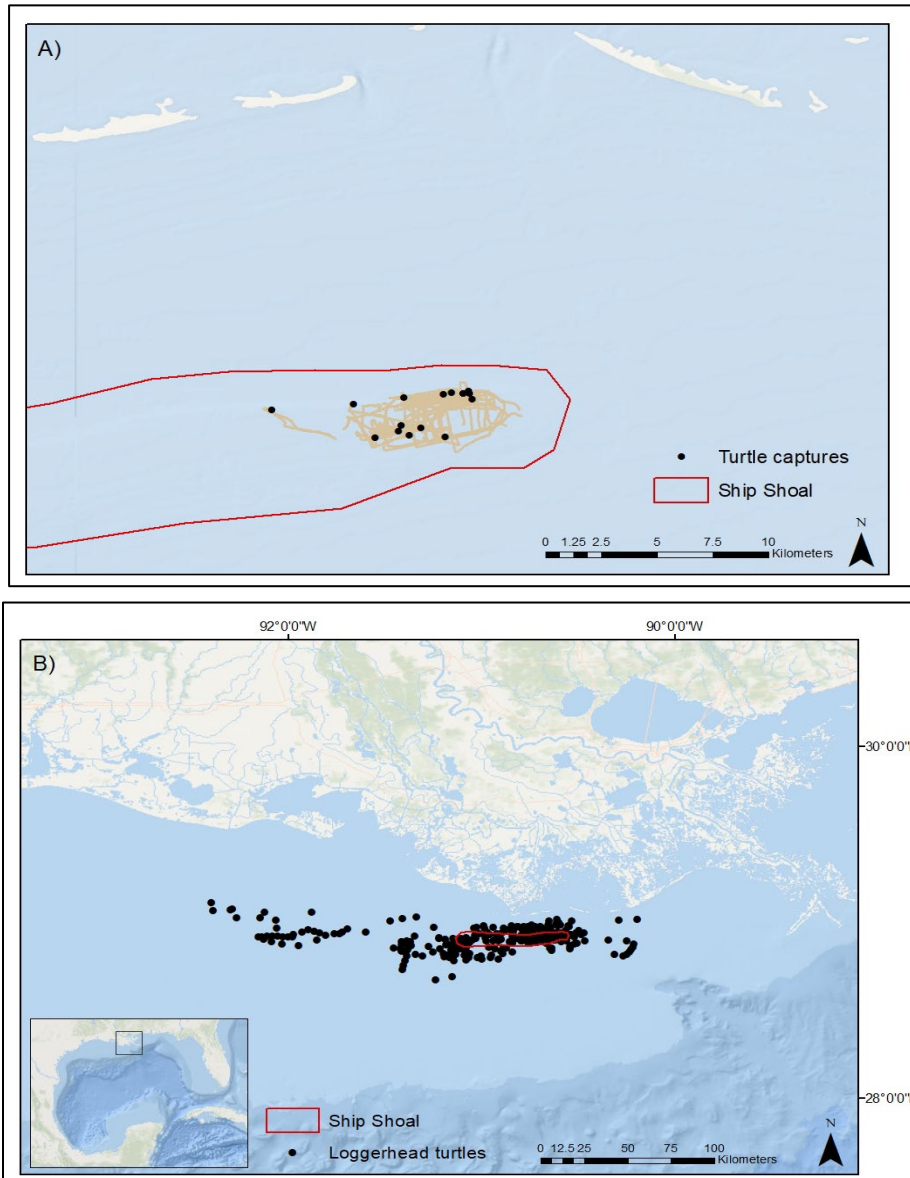 A)
Turtle captures
Ship Shoal
N
0 1.25 2.5 5 7.5 10
Kilometers
92°0'0"W 90°0'0"W
B)
30°0'0"N
28°0'0"N
Ship Shoal
Loggerhead turtles
N
0 12.5 25 50 75 100
Kilometers